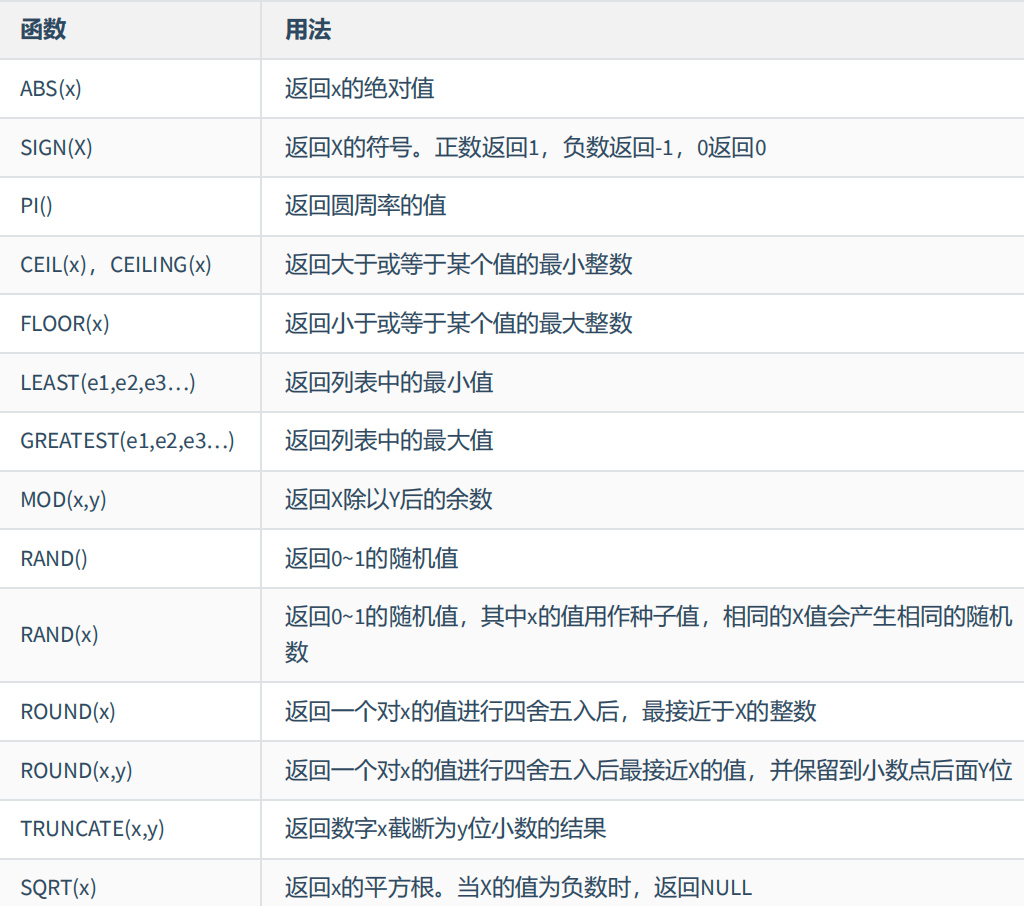 函数 用法
ABS(x) 返回x的绝对值
SIGN(X) 返回X的符号。正数返回1，负数返回-1，0返回0
PI() 返回圆周率的值
CEIL(x)，CEILING(x) 返回大于或等于某个值的最小整数
FLOOR(x) 返回小于或等于某个值的最大整数
LEAST(e1,e2,e3…) 返回列表中的最小值
GREATEST(e1,e2,e3…) 返回列表中的最大值
MOD(x,y) 返回X除以Y后的余数
RAND() 返回0~1的随机值
RAND(x) 返回0~1的随机值，其中x的值用作种子值，相同的X值会产生相同的随机
数
ROUND(x) 返回一个对x的值进行四舍五入后，最接近于X的整数
ROUND(x,y) 返回一个对x的值进行四舍五入后最接近X的值，并保留到小数点后面Y位
TRUNCATE(x,y) 返回数字x截断为y位小数的结果
SQRT(x) 返回x的平方根。当X的值为负数时，返回NULL